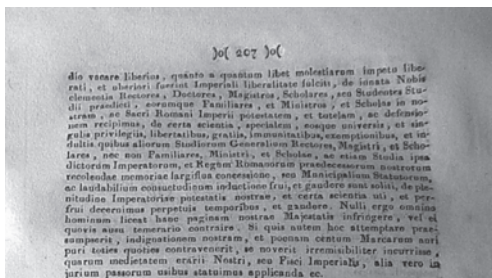 )o( 207 )o(
dio vacare liberius, quanto a quantum libet molestiarum impeto libe-
rati, et uberiori fuerint Imperiali liberalitate fulciti, de innata Nobis
clementia Rectores, Doctores, Magistros, Scholares, seu Studentes Stu-
dii praedicti, eorumque Familiares, et Ministros, et Scholas in no-
stram, ac Sacri Romani Imperii potestatem, et tutelam, ac defensio-
nem recipimus, de certa scientia, specialem, eosque universis, et sin-
gulis privilegiis, libertatibus, gratiis, immunitatibus, exemptionibus, et in-
dultis quibus aliorum Studiorum Generalium Rectores, Magistri, et Scho-
lares, nec non Familiares, Ministri, et Scholae, ac etiam Studia ipsa
dictorum Imperatorum, et Regum Romanorum praedecessorum nostrorum
recolendae memoriae largiflua concessione, seu Municipalium Statutorum,
ac laudabilium consuetudinum inductione frui, et gaudere sunt soliti, de ple-
nitudine Imperatoriae potestatis nostrae, et certa scientia uti, et per-
frui decernimus perpetuis temporibus, et gaudere. Nulli ergo omnino
hominum liceat hanc paginam nostrae Majestatis infringere, vel ei
quovis ausu temerario contraire. Si quis autem hoc attemptare prae-
sumpserit, indignationem nostram, et poenam centum Marcarum auri
puri toties quoties contravenerit, se noverit irremisibiliter incurrisse,
quarum medietatem erarii Nostri, seu Fisci Imperialis, alia vero in-
jurium passorum usibus statuimus applicanda ec.